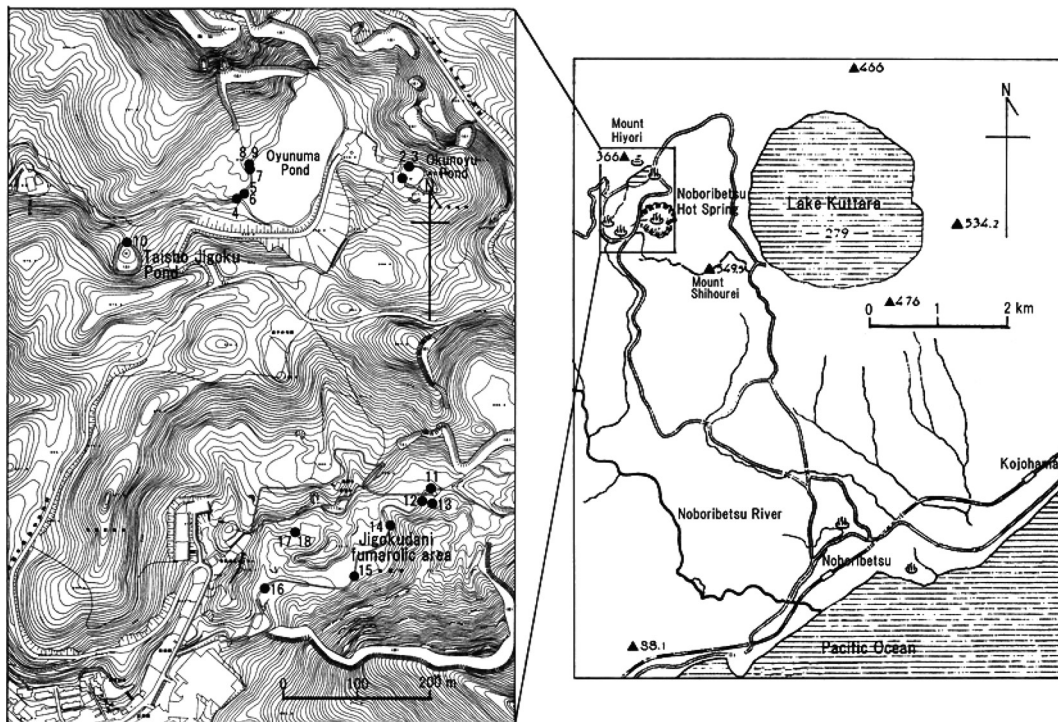 8 9
7
Oyunuma
Pond
5
6
4
2 3
1
Okunoyu
Pond
N
10
Taisho Jigoku
Pond
11
12
13
14
17 18
Jigokudani
fumarolic area
15
16
0 100 200 m
▲466
N
Mount
Hiyori
366▲
Noboribetsu
Hot Spring
Lake Kuttara
279
▲534.2
▲549.5
Mount
Shihourei
▲476
0 1 2 km
Kojohama
Noboribetsu River
Noboribetsu
▲38.1
Pacific Ocean